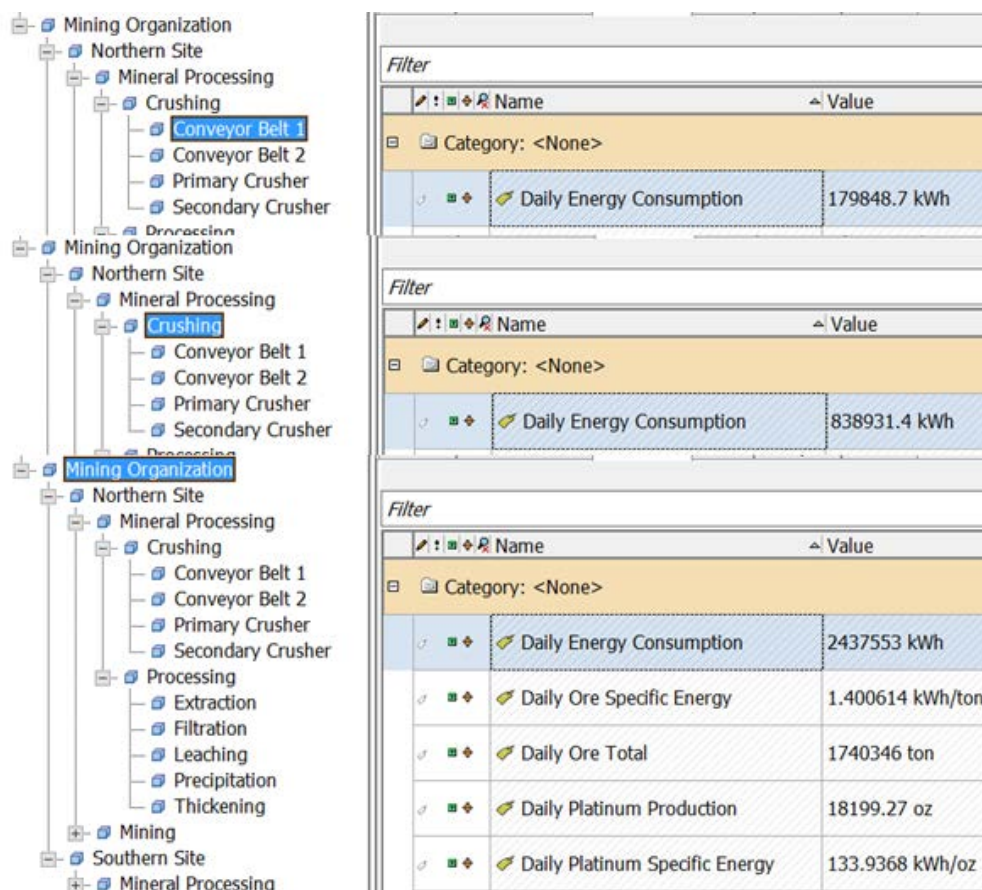 Mining Organization
Northern Site
Mineral Processing
Crushing
Conveyor Belt 1
Conveyor Belt 2
Primary Crusher
Secondary Crusher
Processing
Filter
Name Value
Category: <None>
Daily Energy Consumption 179848.7 kWh
Mining Organization
Northern Site
Mineral Processing
Crushing
Conveyor Belt 1
Conveyor Belt 2
Primary Crusher
Secondary Crusher
Processing
Filter
Name Value
Category: <None>
Daily Energy Consumption 838931.4 kWh
Mining Organization
Northern Site
Mineral Processing
Crushing
Conveyor Belt 1
Conveyor Belt 2
Primary Crusher
Secondary Crusher
Processing
Extraction
Filtration
Leaching
Precipitation
Thickening
Mining
Southern Site
Mineral Processing
Filter
Name Value
Category: <None>
Daily Energy Consumption 2437553 kWh
Daily Ore Specific Energy 1.400614 kWh/ton
Daily Ore Total 1740346 ton
Daily Platinum Production 18199.27 oz
Daily Platinum Specific Energy 133.9368 kWh/oz